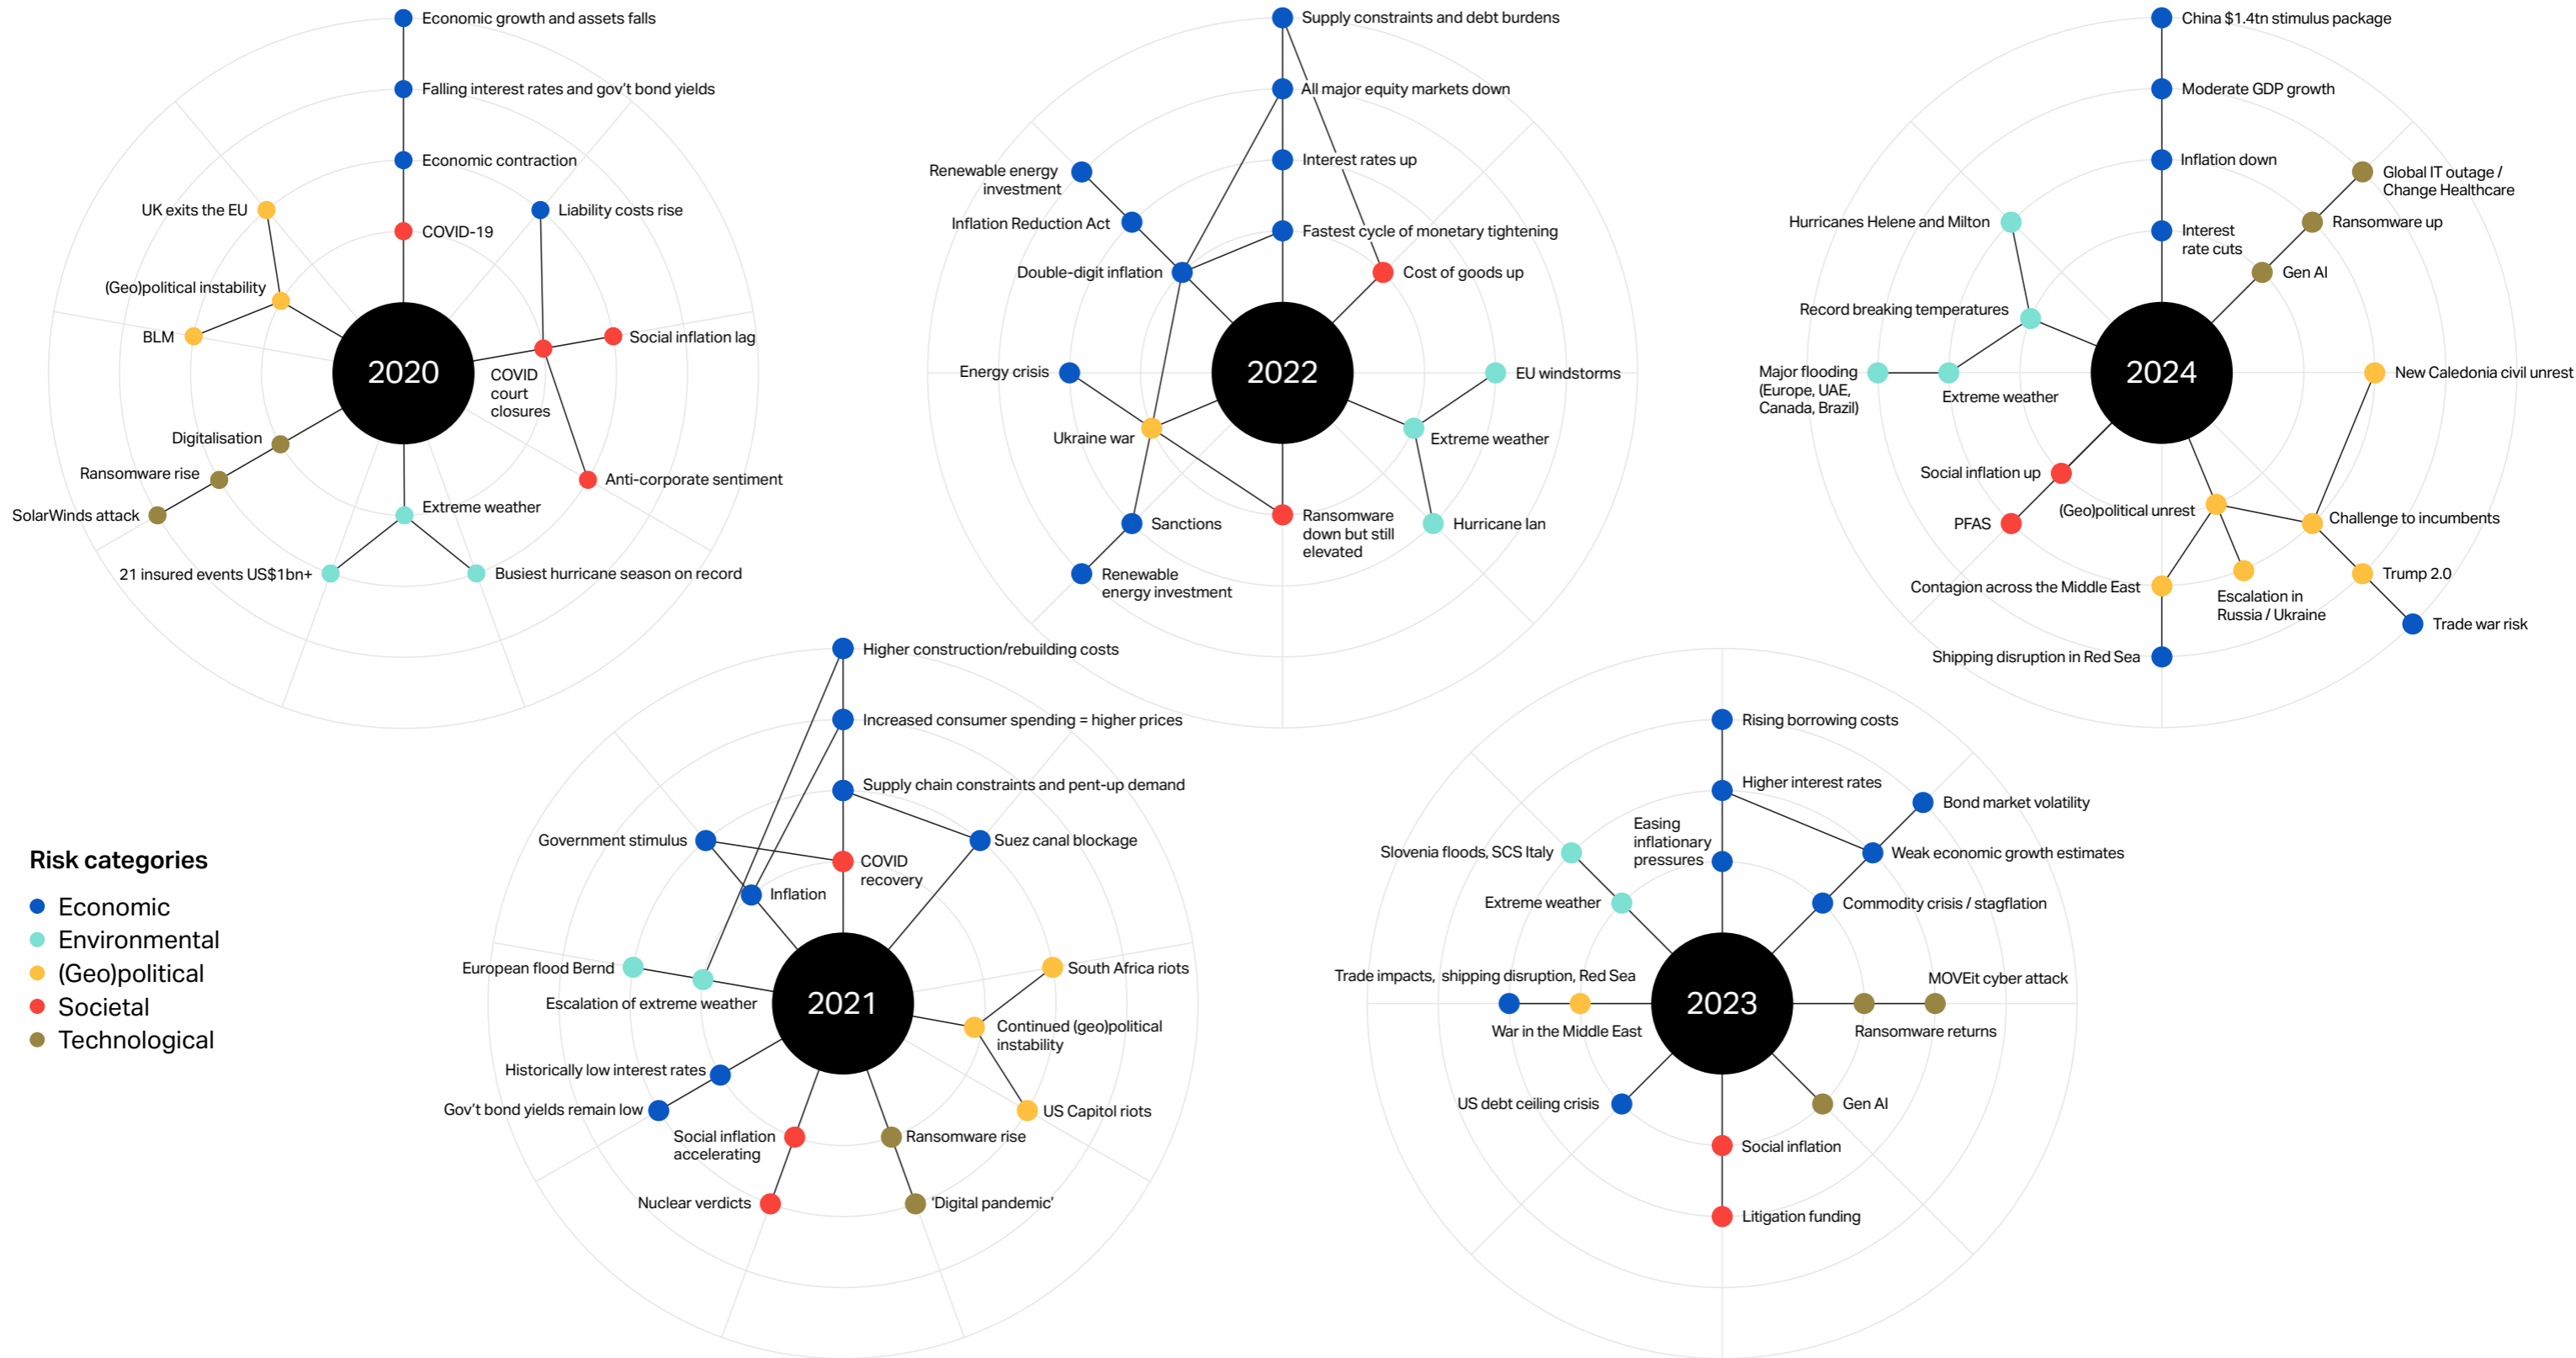 Economic growth and assets falls
Falling interest rates and gov't bond yields
Economic contraction
UK exits the EU
Liability costs rise
COVID-19
(Geo)political instability
BLM
Social inflation lag
2020
COVID
court
closures
Digitalisation
Ransomware rise
Anti-corporate sentiment
SolarWinds attack
Extreme weather
21 insured events US$1bn+
Busiest hurricane season on record
Supply constraints and debt burdens
All major equity markets down
Interest rates up
Renewable energy
investment
Inflation Reduction Act
Fastest cycle of monetary tightening
Double-digit inflation
Cost of goods up
Energy crisis
2022
EU windstorms
Ukraine war
Extreme weather
Sanctions
Ransomware
down but still
elevated
Hurricane Ian
Renewable
energy investment
China $1.4tn stimulus package
Moderate GDP growth
Inflation down
Global IT outage /
Change Healthcare
Hurricanes Helene and Milton
Interest
rate cuts
Ransomware up
Gen AI
Record breaking temperatures
Major flooding
(Europe, UAE,
Canada, Brazil)
Extreme weather
2024
New Caledonia civil unrest
Social inflation up
PFAS
(Geo)political unrest
Challenge to incumbents
Contagion across the Middle East
Escalation in
Russia / Ukraine
Trump 2.0
Trade war risk
Shipping disruption in Red Sea
Higher construction/rebuilding costs
Increased consumer spending = higher prices
Supply chain constraints and pent-up demand
Government stimulus
Suez canal blockage
COVID
recovery
Inflation
European flood Bernd
South Africa riots
Escalation of extreme weather
2021
Continued (geo)political
instability
Historically low interest rates
Gov't bond yields remain low
US Capitol riots
Social inflation
accelerating
Ransomware rise
Nuclear verdicts
'Digital pandemic'
Rising borrowing costs
Higher interest rates
Bond market volatility
Easing
inflationary
pressures
Slovenia floods, SCS Italy
Weak economic growth estimates
Extreme weather
Commodity crisis / stagflation
Trade impacts, shipping disruption, Red Sea
MOVEit cyber attack
2023
War in the Middle East
Ransomware returns
US debt ceiling crisis
Gen AI
Social inflation
Litigation funding
Risk categories
Economic
Environmental
(Geo)political
Societal
Technological